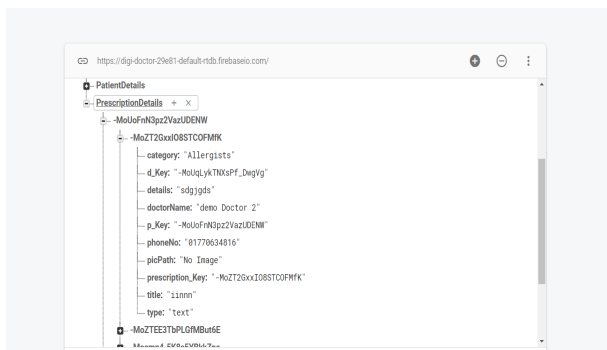 https://digi-doctor-29e81-default-rtdb.firebaseio.com/
PatientDetails
PrescriptionDetails + ×
-MoUoFnN3pz2VazUDENW
-MoZT2GxxIO8STCOFMfK
category: "Allergists"
d_Key: "-MoUqLykTNXsPf_DwgVg"
details: "sdgjgds"
doctorName: "demo Doctor 2"
p_Key: "-MoUoFnN3pz2VazUDENW"
phoneNo: "01770634816"
picPath: "No Image"
prescription_Key: "-MoZT2GxxIO8STCOFMfK"
title: "iinnn"
type: "text"
-MoZTEE3TbPLGfMBut6E